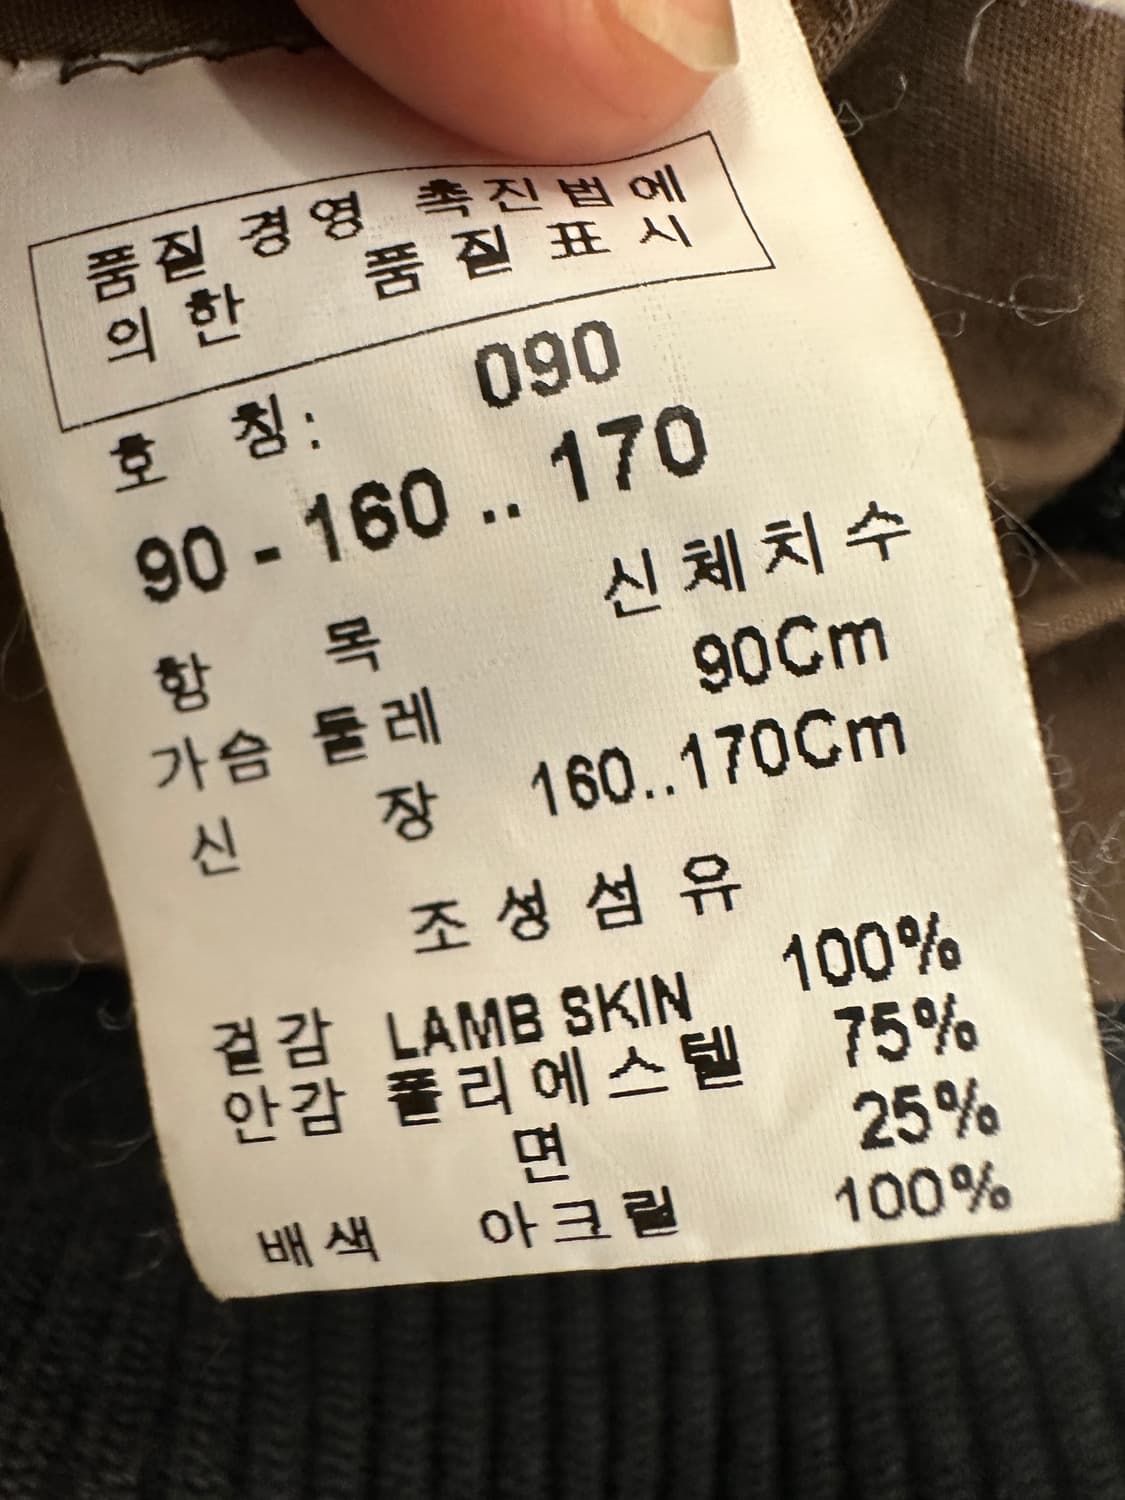 품질 경영 촉진법에
의한 품질 表 시
호 칭: 090
90-160..170
신체치수
항 목
가슴 둘레 90Cm
신 장 160..170Cm
조성섬유
겉감 LAMB SKIN 100%
안감 폴리에스텔 75%
면 25%
배색 아크릴 100%